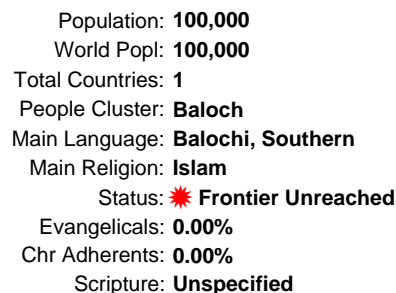 Population: 100,000
World Popl: 100,000
Total Countries: 1
People Cluster: Baloch
Main Language: Balochi, Southern
Main Religion: Islam
Status: Frontier Unreached
Evangelicals: 0.00%
Chr Adherents: 0.00%
Scripture: Unspecified